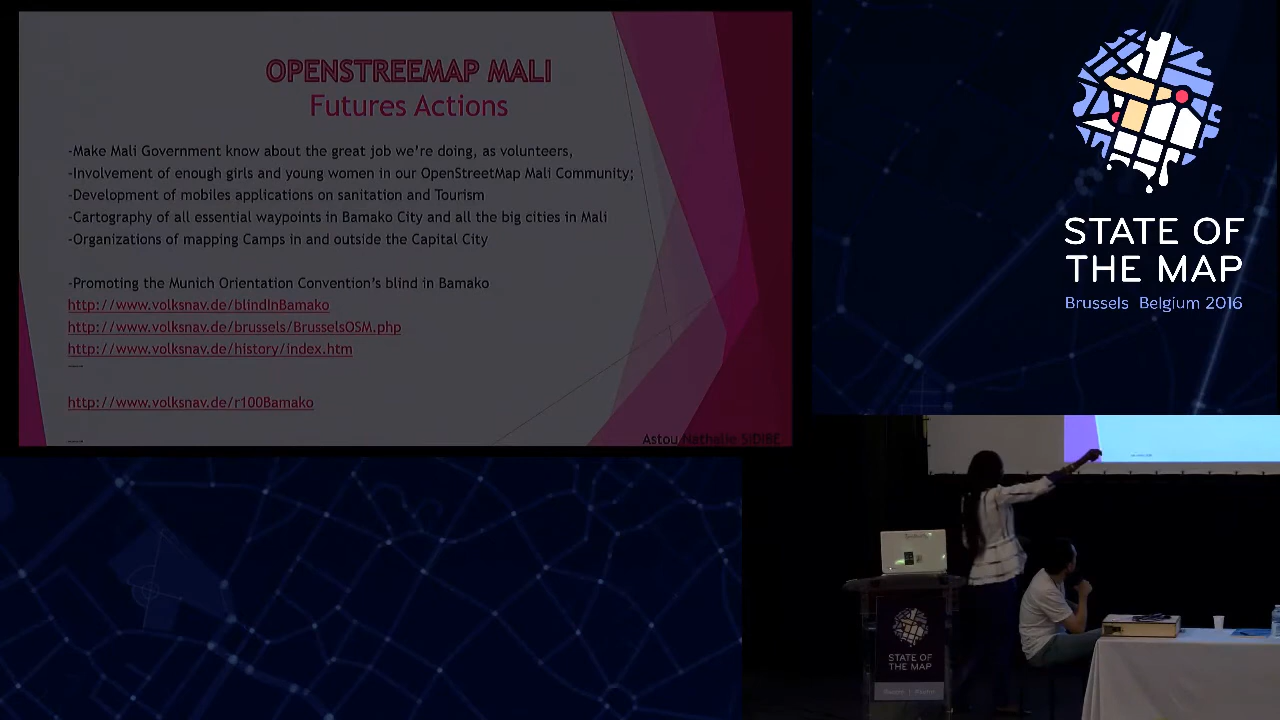 OPENSTREEMAP MALI
Futures Actions
-Make Mali Government know about the great job we're doing, as volunteers,
-Involvement of enough girls and young women in our OpenStreetMap Mali Community;
-Development of mobiles applications on sanitation and Tourism
-Cartography of all essential waypoints in Bamako City and all the big cities in Mali
-Organizations of mapping Camps in and outside the Capital City
-Promoting the Munich Orientation Convention's blind in Bamako
http://www.volksnav.de/blindInBamako
http://www.volksnav.de/brussels/BrusselsOSM.php
http://www.volksnav.de/history/index.htm
http://www.volksnav.de/r100Bamako
Astou Nathalie SIDIBE
STATE OF
THE MAP
Brussels Belgium 2016
STATE OF
THE MAP